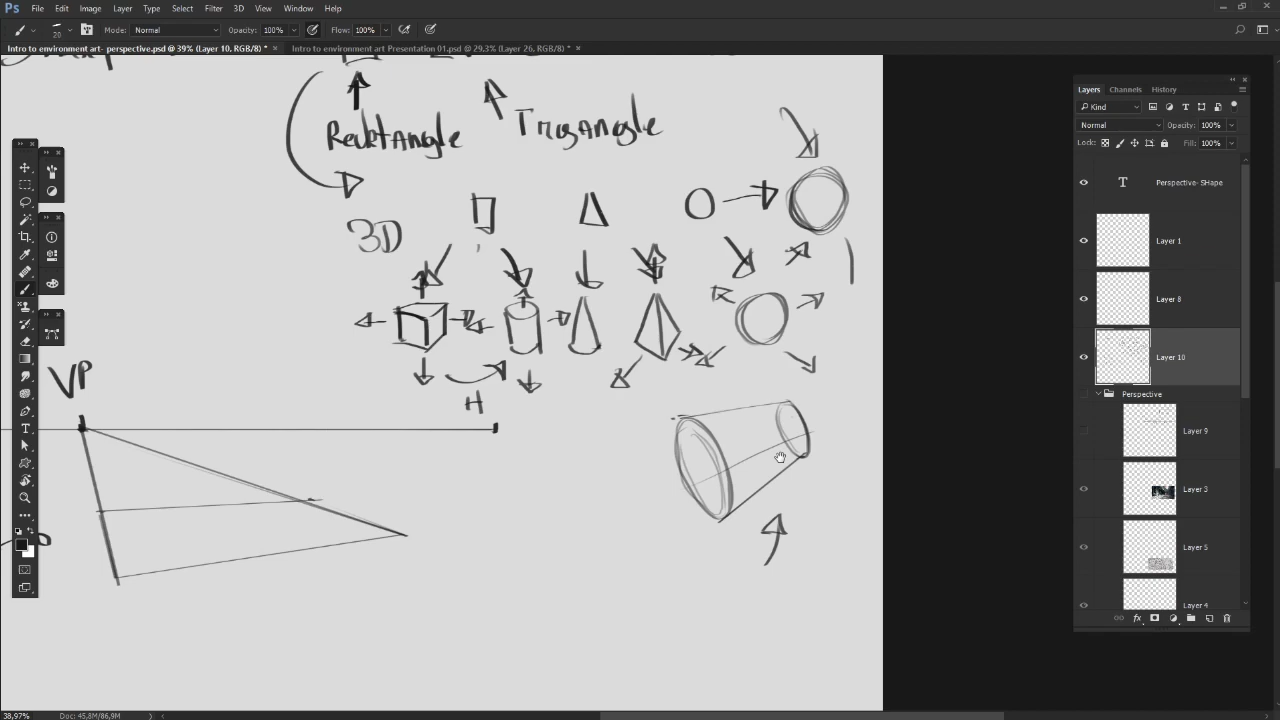 Ps File Edit Image Layer Type Select Filter 3D View Window Help
20 Mode: Normal Opacity: 100% Flow: 100%
Intro to environment art- perspective.psd @ 39% (Layer 10, RGB/8) * × Intro to environment art Presentation 01.psd @ 29,3% (Layer 26, RGB/8) * ×
Recktangle
Trigangle
3D
H
VP
Layers Channels History
Kind
Normal Opacity: 100%
Lock: Fill: 100%
T Perspective- SHape
Layer 1
Layer 8
Layer 10
Perspective
Layer 9
Layer 3
Layer 5
Layer 4
fx
38,97% Doc: 45,8M/86,9M